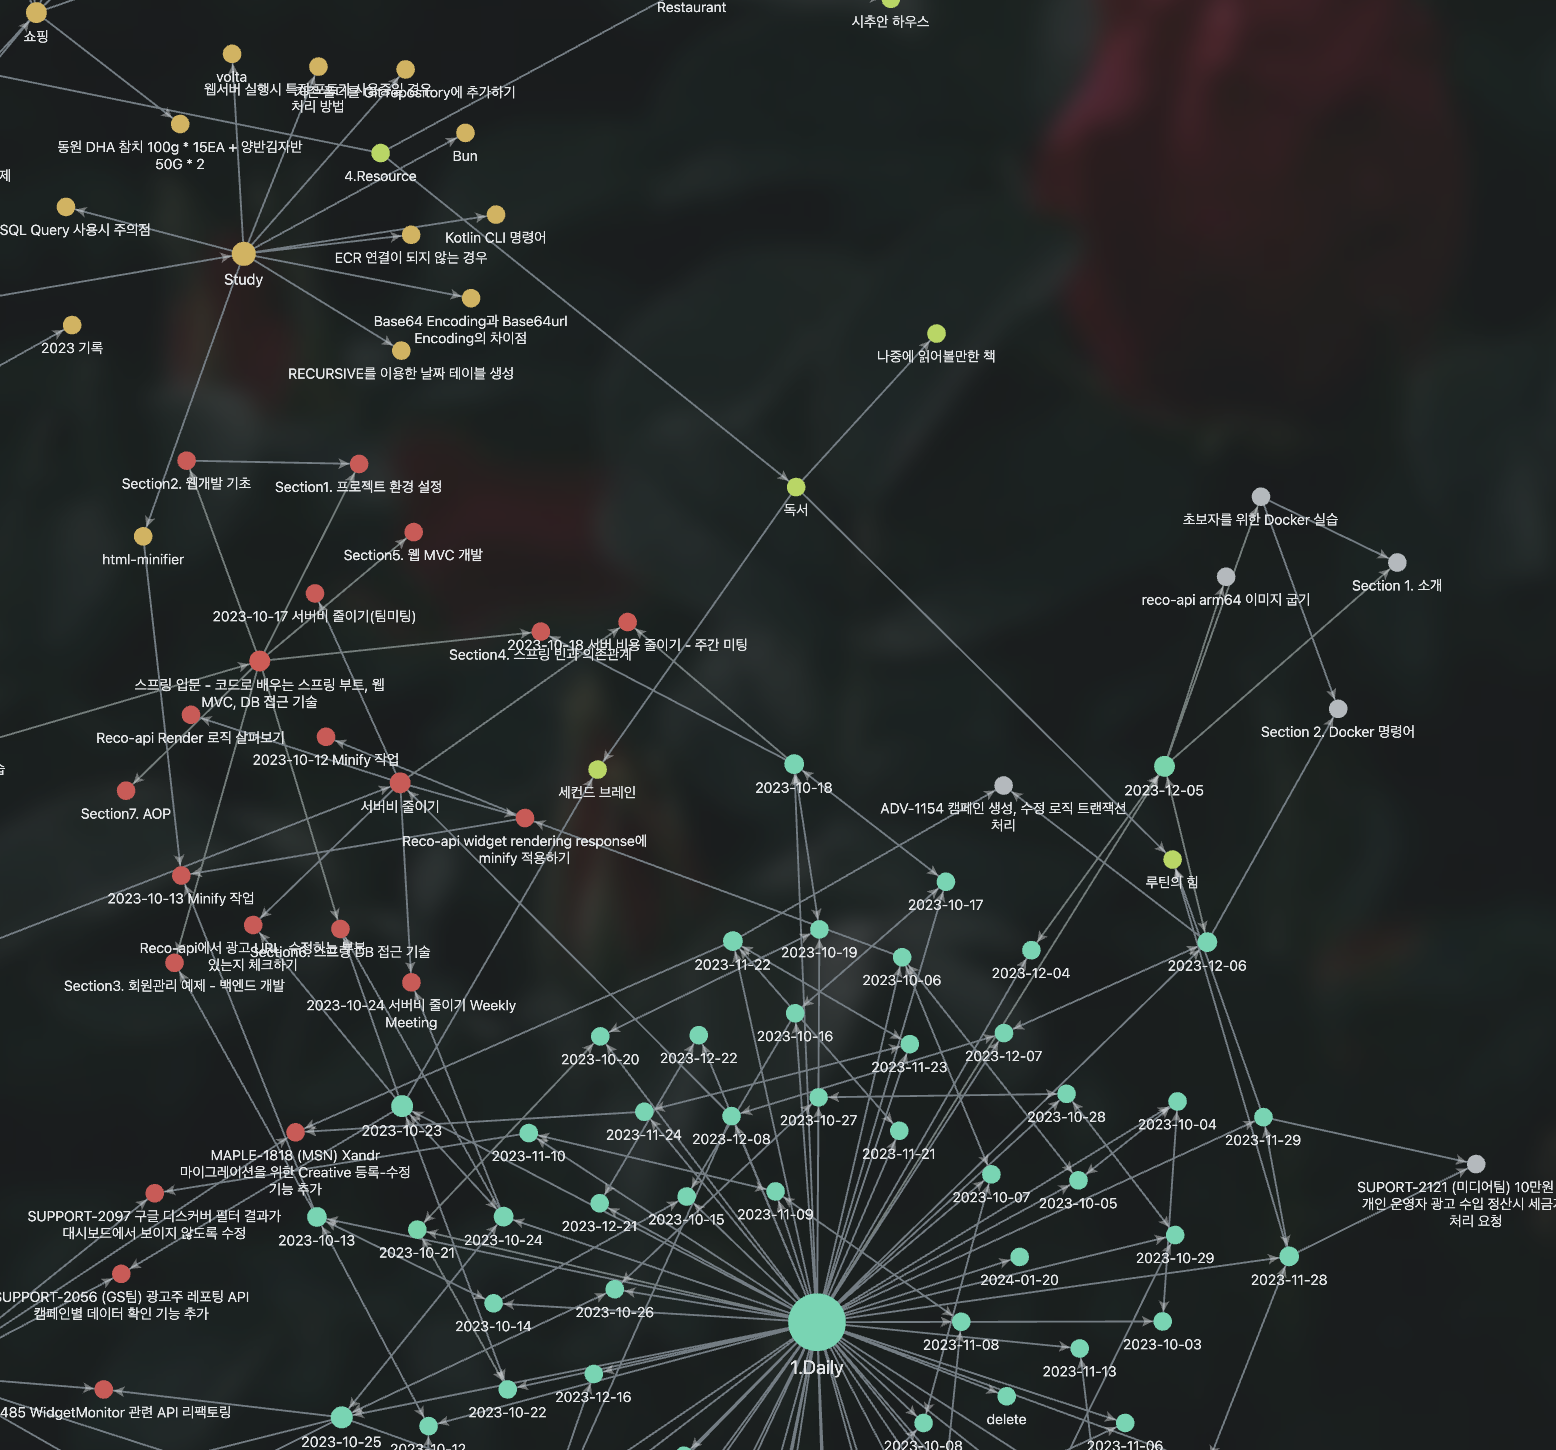 Restaurant
시추안 하우스
쇼핑
volta
웹서버 실행시 특정 포트가 사용중인 경우
처리 방법
Git repository에 추가하기
동원 DHA 참치 100g * 15EA + 양반김자반
50G * 2
Bun
4.Resource
제
SQL Query 사용시 주의점
Kotlin CLI 명령어
ECR 연결이 되지 않는 경우
Study
Base64 Encoding과 Base64url
Encoding의 차이점
2023 기록
나중에 읽어볼만한 책
RECURSIVE를 이용한 날짜 테이블 생성
Section2. 웹개발 기초
Section1. 프로젝트 환경 설정
독서
초보자를 위한 Docker 실습
html-minifier
Section5. 웹 MVC 개발
Section 1. 소개
reco-api arm64 이미지 굽기
2023-10-17 서버비 줄이기(팀미팅)
2023-10-18 서버 비용 줄이기 - 주간 미팅
Section4. 스프링 빈과 의존관계
스프링 입문 - 코드로 배우는 스프링 부트, 웹
MVC, DB 접근 기술
Section 2. Docker 명령어
Reco-api Render 로직 살펴보기
2023-10-12 Minify 작업
습
세컨드 브레인
2023-10-18
2023-12-05
서버비 줄이기
ADV-1154 캠페인 생성, 수정 로직 트랜잭션
처리
Section7. AOP
Reco-api widget rendering response에
minify 적용하기
루틴의 힘
2023-10-13 Minify 작업
2023-10-17
Reco-api에서 광고 URL 수정하는 부분
있는지 체크하기
Section6. 스프링 DB 접근 기술
2023-11-22
2023-10-19
2023-10-06
2023-12-04
2023-12-06
Section3. 회원관리 예제 - 백엔드 개발
2023-10-24 서버비 줄이기 Weekly
Meeting
2023-10-16
2023-10-20
2023-12-22
2023-11-23
2023-12-07
2023-10-23
2023-11-24
2023-12-08
2023-10-27
2023-10-28
2023-10-04
2023-11-29
MAPLE-1818 (MSN) Xandr
마이그레이션을 위한 Creative 등록-수정
기능 추가
2023-11-10
2023-11-21
SUPORT-2121 (미디어팀) 10만원
개인 운영자 광고 수입 정산시 세금
처리 요청
SUPPORT-2097 구글 디스커버 필터 결과가
대시보드에서 보이지 않도록 수정
2023-10-13
2023-10-21
2023-10-24
2023-12-21
2023-10-15
2023-11-09
2023-10-07
2023-10-05
2023-10-29
2024-01-20
2023-11-28
SUPPORT-2056 (GS팀) 광고주 레포팅 API
캠페인별 데이터 확인 기능 추가
2023-10-14
2023-10-26
2023-11-08
2023-10-03
1.Daily
2023-11-13
485 WidgetMonitor 관련 API 리팩토링
2023-10-22
2023-12-16
delete
2023-10-25
2023-10-12
2023-10-08
2023-11-06